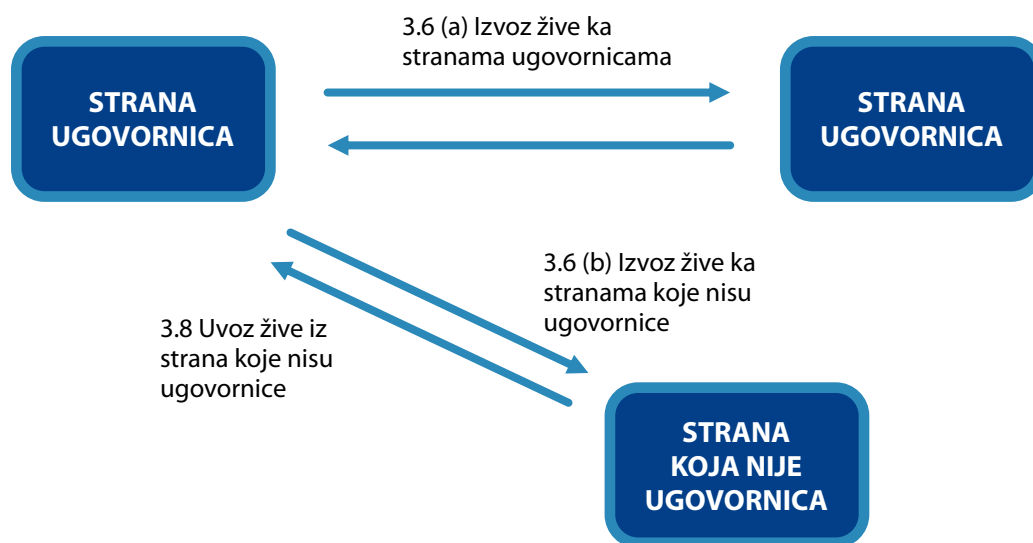 3.6 (a) Izvoz žive ka
stranama ugovornicama
STRANA
UGOVORNICA
STRANA
UGOVORNICA
3.6 (b) Izvoz žive ka
stranama koje nisu
ugovornice
3.8 Uvoz žive iz
strana koje nisu
ugovornice
STRANA
KOJA NIJE
UGOVORNICA